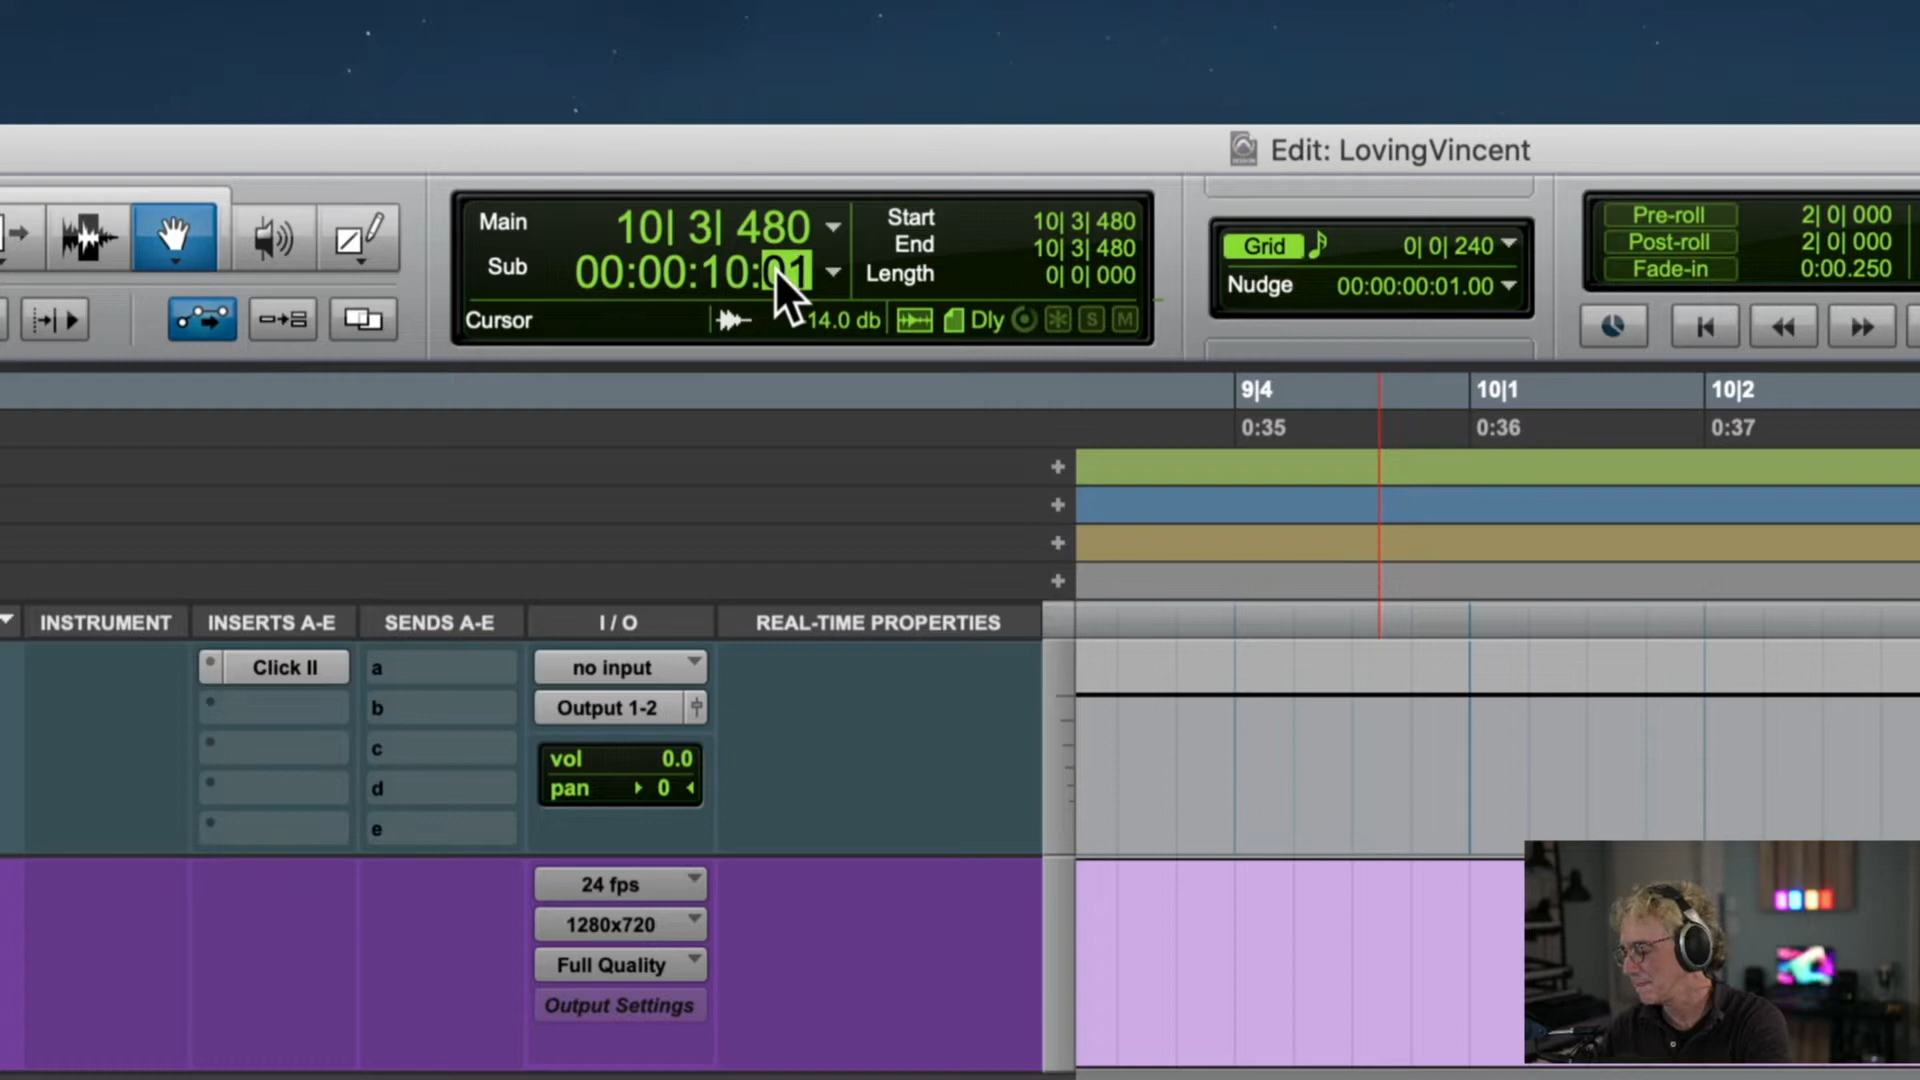 Edit: LovingVincent
Main 10| 3| 480
Sub 00:00:10:01
Cursor 14.0 db Dly S M
Start 10| 3| 480
End 10| 3| 480
Length 0| 0| 000
Grid 0| 0| 240
Nudge 00:00:00:01.00
Pre-roll 2| 0| 000
Post-roll 2| 0| 000
Fade-in 0:00.250
9|4 10|1 10|2
0:35 0:36 0:37
+
+
+
+
INSTRUMENT INSERTS A-E SENDS A-E I / O REAL-TIME PROPERTIES
Click II a no input
b Output 1-2
c vol 0.0
d pan 0
e
24 fps
1280x720
Full Quality
Output Settings